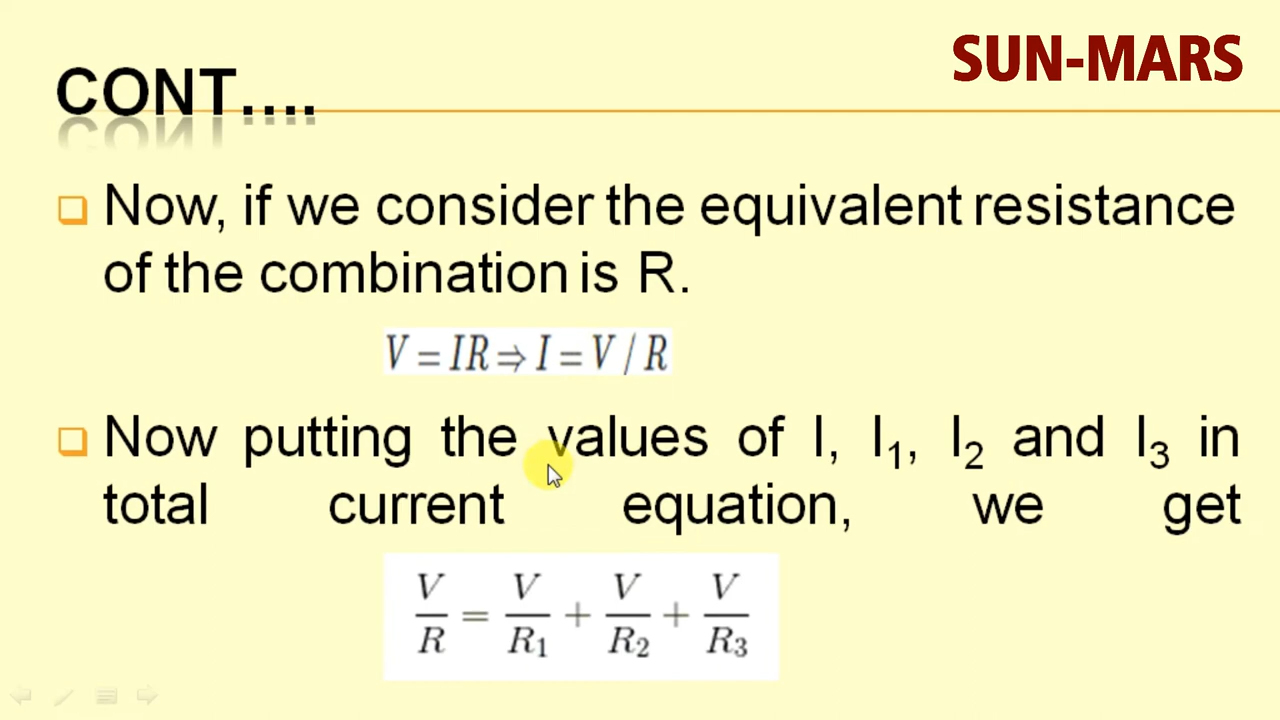 SUN-MARS
CONT....
Now, if we consider the equivalent resistance
of the combination is R.
V = IR ⇒ I = V / R
Now putting the values of I, I₁, I₂ and I₃ in
total current equation, we get
V/R = V/R₁ + V/R₂ + V/R₃